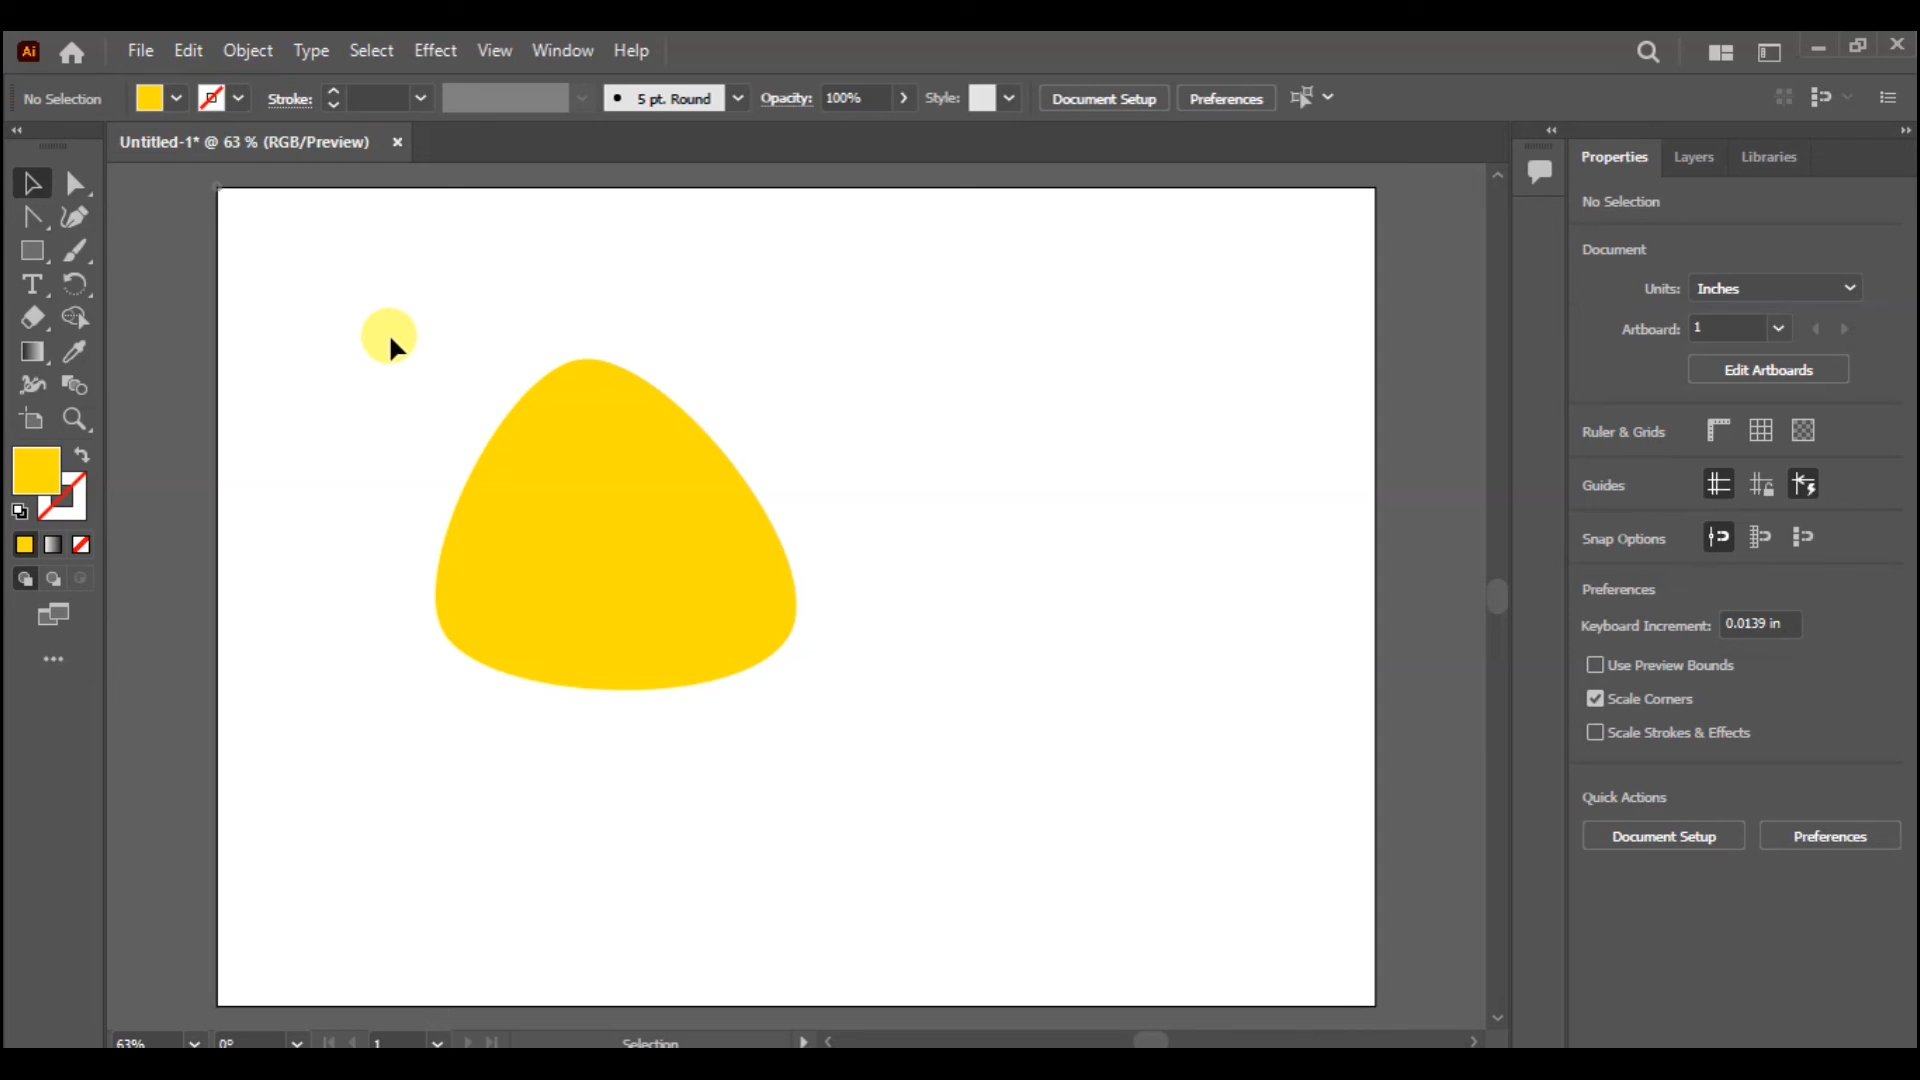 Ai File Edit Object Type Select Effect View Window Help
No Selection Stroke: 5 pt. Round Opacity: 100% Style: Document Setup Preferences
Untitled-1* @ 63 % (RGB/Preview) ×
Properties Layers Libraries
No Selection
Document
Units: Inches
Artboard: 1
Edit Artboards
Ruler & Grids
Guides
Snap Options
Preferences
Keyboard Increment: 0.0139 in
Use Preview Bounds
Scale Corners
Scale Strokes & Effects
Quick Actions
Document Setup Preferences
63% 0° 1 Selection